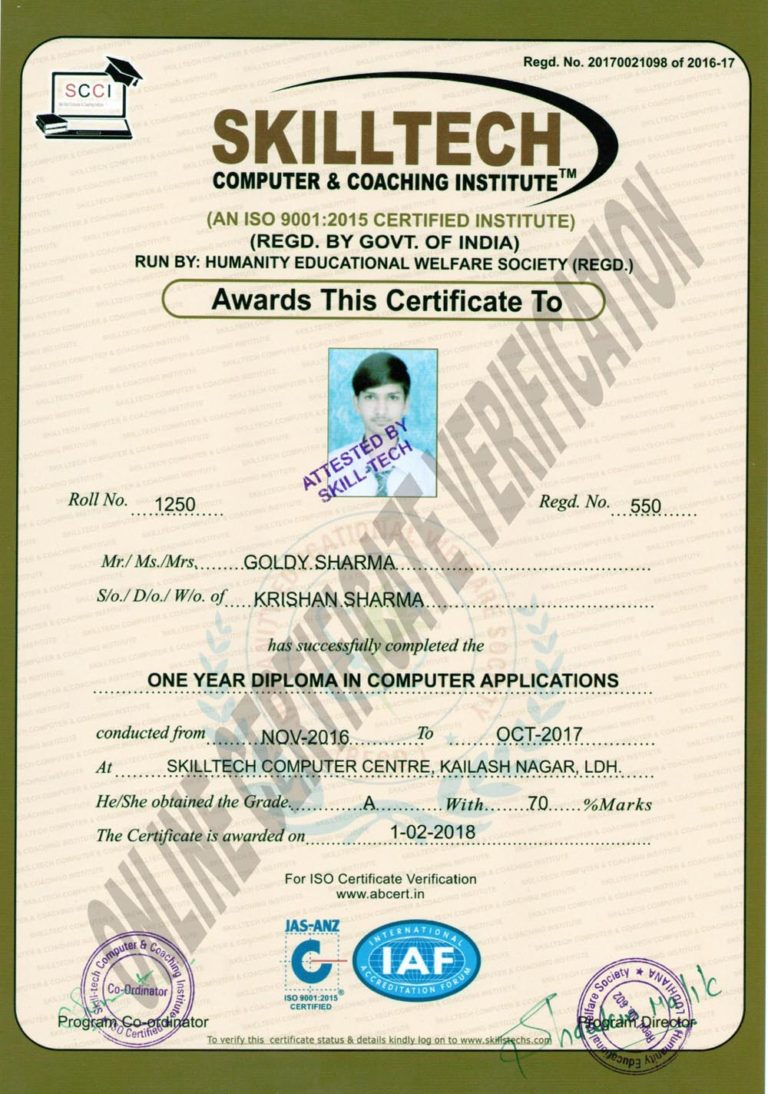 Regd. No. 20170021098 of 2016-17
SCCI
SKILLTECH
COMPUTER & COACHING INSTITUTE™
(AN ISO 9001:2015 CERTIFIED INSTITUTE)
(REGD. BY GOVT. OF INDIA)
RUN BY: HUMANITY EDUCATIONAL WELFARE SOCIETY (REGD.)
Awards This Certificate To
ATTESTED BY
SKILL-TECH
Roll No. 1250
Regd. No. 550
Mr./ Ms./Mrs. GOLDY SHARMA
S/o./ D/o./ W/o. of KRISHAN SHARMA
has successfully completed the
ONE YEAR DIPLOMA IN COMPUTER APPLICATIONS
conducted from NOV-2016 To OCT-2017
At SKILLTECH COMPUTER CENTRE, KAILASH NAGAR, LDH.
He/She obtained the Grade A With 70 %Marks
The Certificate is awarded on 1-02-2018
ONLINE CERTIFICATE VERIFICATION
For ISO Certificate Verification
www.abcert.in
JAS-ANZ
C
ISO 9001:2015
CERTIFIED
®
INTERNATIONAL
IAF
ACCREDITATION FORUM
Skill-tech Computer & Coaching Institute
Co-Ordinator
Program Co-ordinator
Welfare Society LUDHIANA
Humanity Educational
Program Director
To verify this certificate status & details kindly log on to www.skillstechs.com